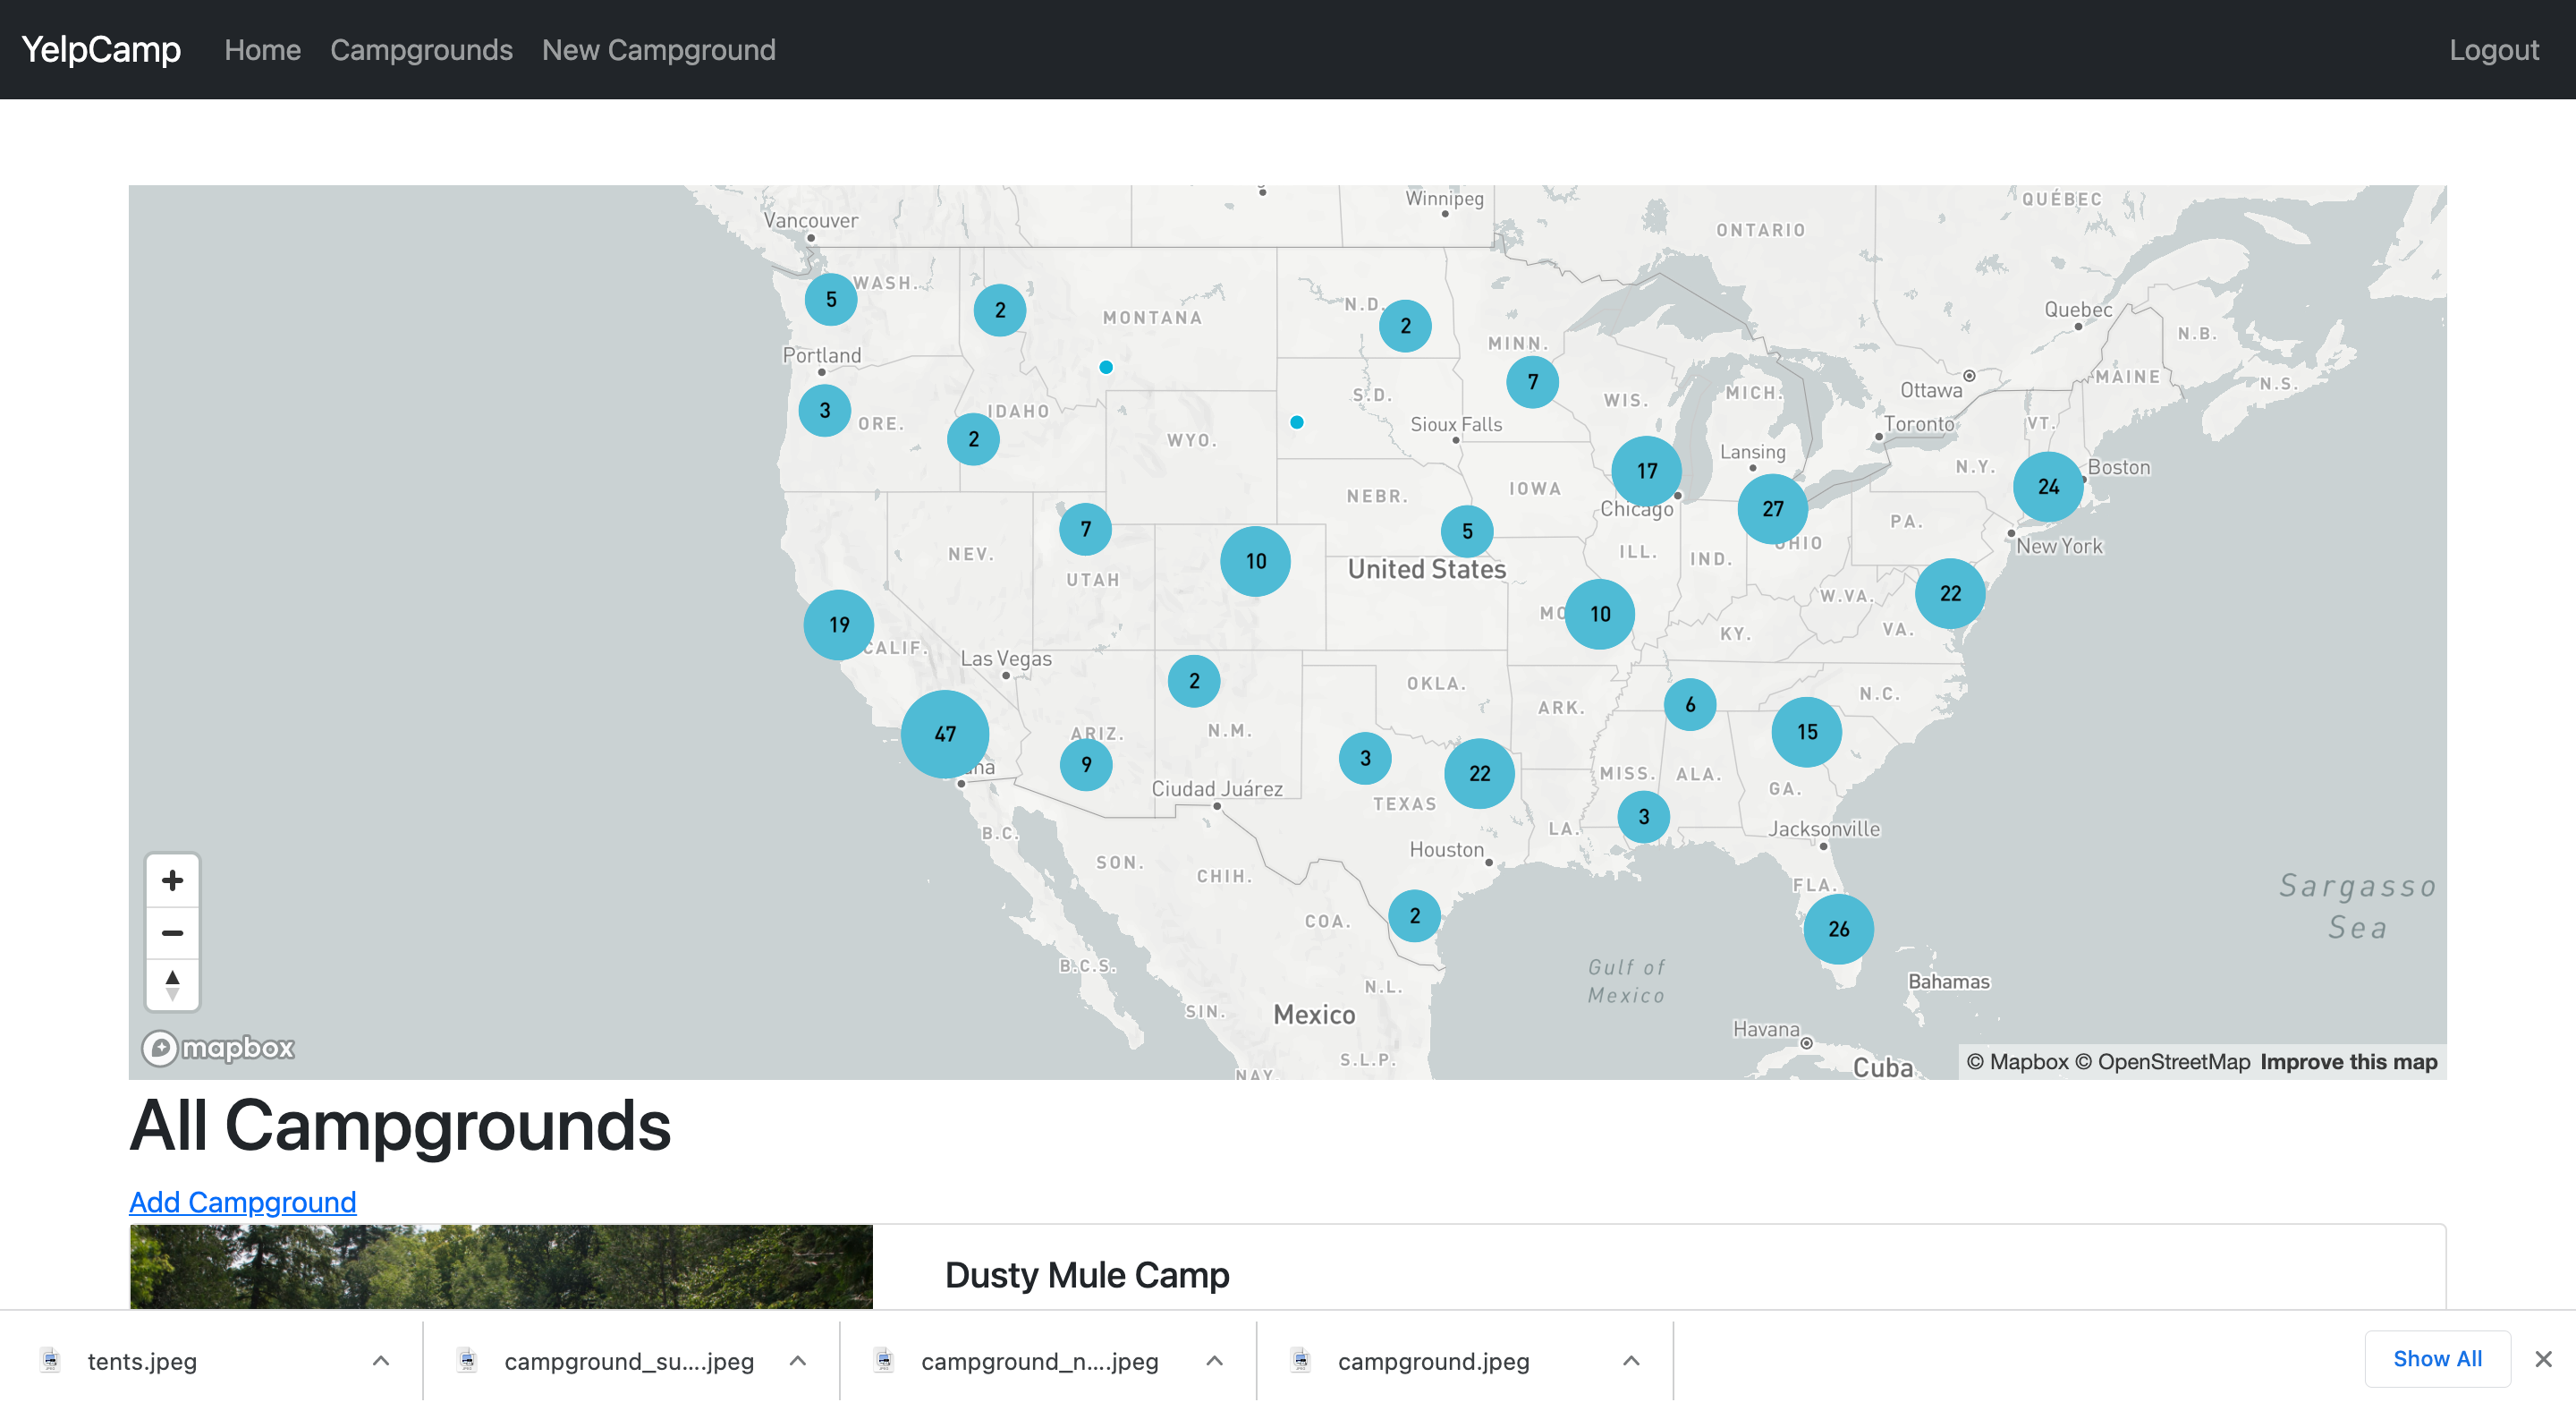 YelpCamp Home Campgrounds New Campground Logout
Vancouver
Winnipeg
ONTARIO
QUÉBEC
WASH.
5
2
MONTANA
N.D.
2
MINN.
7
Quebec
N.B.
Portland
3
ORE.
IDAHO
2
WYO.
S.D.
Sioux Falls
WIS.
MICH.
Ottawa
MAINE
N.S.
Toronto
VT.
Lansing
17
Chicago
27
OHIO
N.Y.
24
Boston
NEBR.
IOWA
PA.
New York
7
NEV.
UTAH
10
5
United States
ILL.
IND.
MO
10
W.VA.
22
VA.
KY.
19
CALIF.
Las Vegas
2
OKLA.
ARK.
6
N.C.
47
na
ARIZ.
9
N.M.
3
22
TEXAS
MISS.
ALA.
15
GA.
Ciudad Juárez
3
LA.
Jacksonville
B.C.
SON.
CHIH.
Houston
FLA.
2
COA.
26
Sargasso
Sea
B.C.S.
N.L.
Gulf of
Mexico
Bahamas
SIN.
Mexico
Havana
S.L.P.
NAY.
Cuba
mapbox
© Mapbox © OpenStreetMap Improve this map
All Campgrounds
Add Campground
Dusty Mule Camp
tents.jpeg campground_su....jpeg campground_n....jpeg campground.jpeg Show All